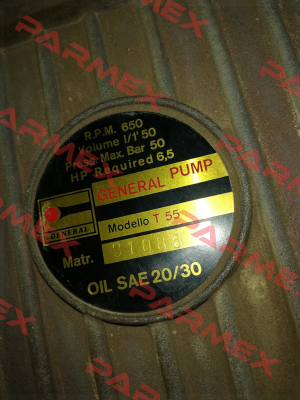 R.P.M. 650
Volume l/1' 50
Press. Max. Bar 50
HP Required 6,5
GENERAL PUMP
Modello T 55
GENERAL
Matr.
OIL SAE 20/30
PARMEX
PARMEX
PARMEX
PARMEX
PARMEX